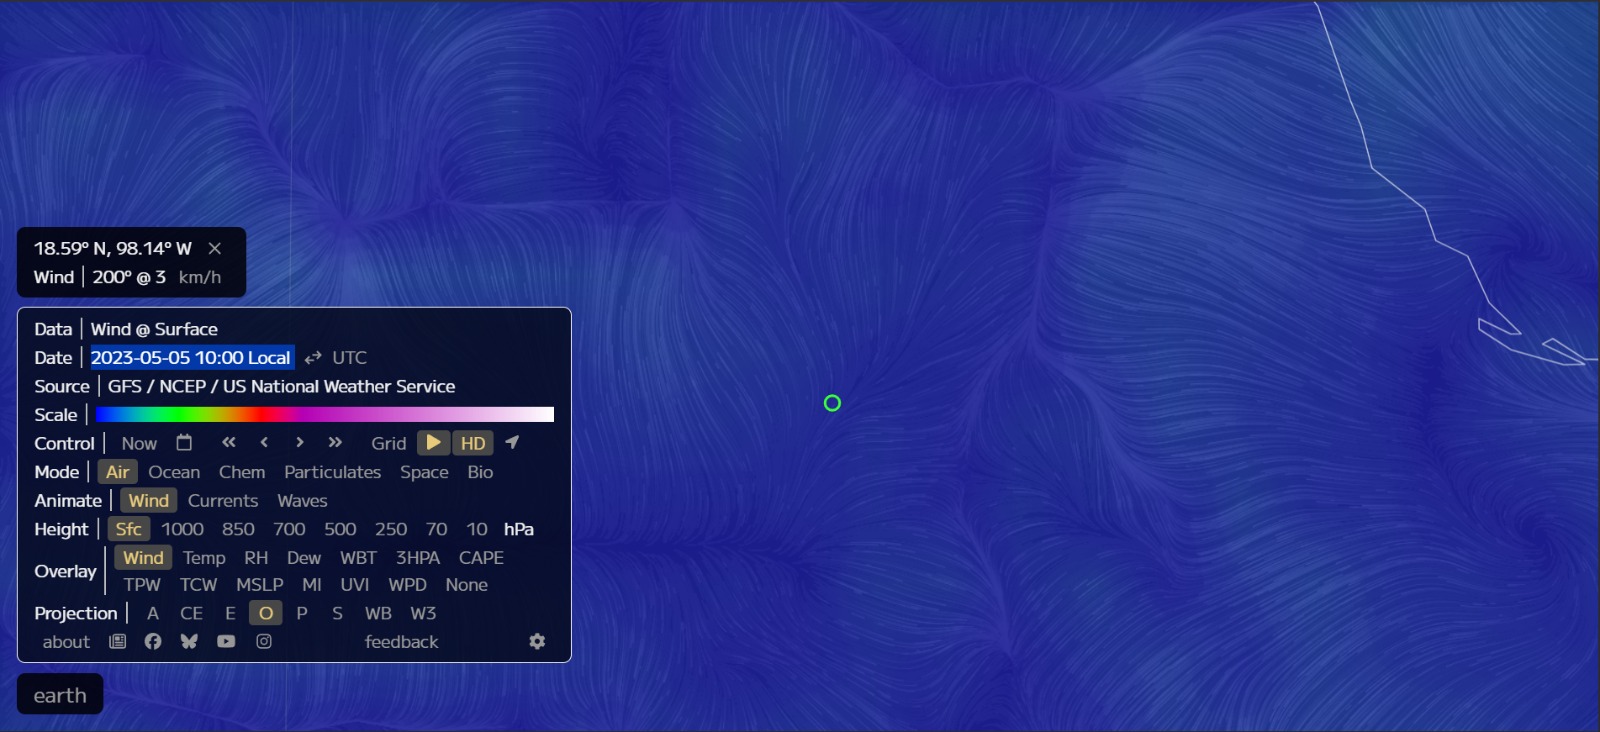 18.59° N, 98.14° W ×
Wind | 200° @ 3 km/h
Data | Wind @ Surface
Date | 2023-05-05 10:00 Local ⇄ UTC
Source | GFS / NCEP / US National Weather Service
Scale |
Control | Now « ‹ › » Grid HD
Mode | Air Ocean Chem Particulates Space Bio
Animate | Wind Currents Waves
Height | Sfc 1000 850 700 500 250 70 10 hPa
Overlay | Wind Temp RH Dew WBT 3HPA CAPE
TPW TCW MSLP MI UVI WPD None
Projection | A CE E O P S WB W3
about feedback
earth